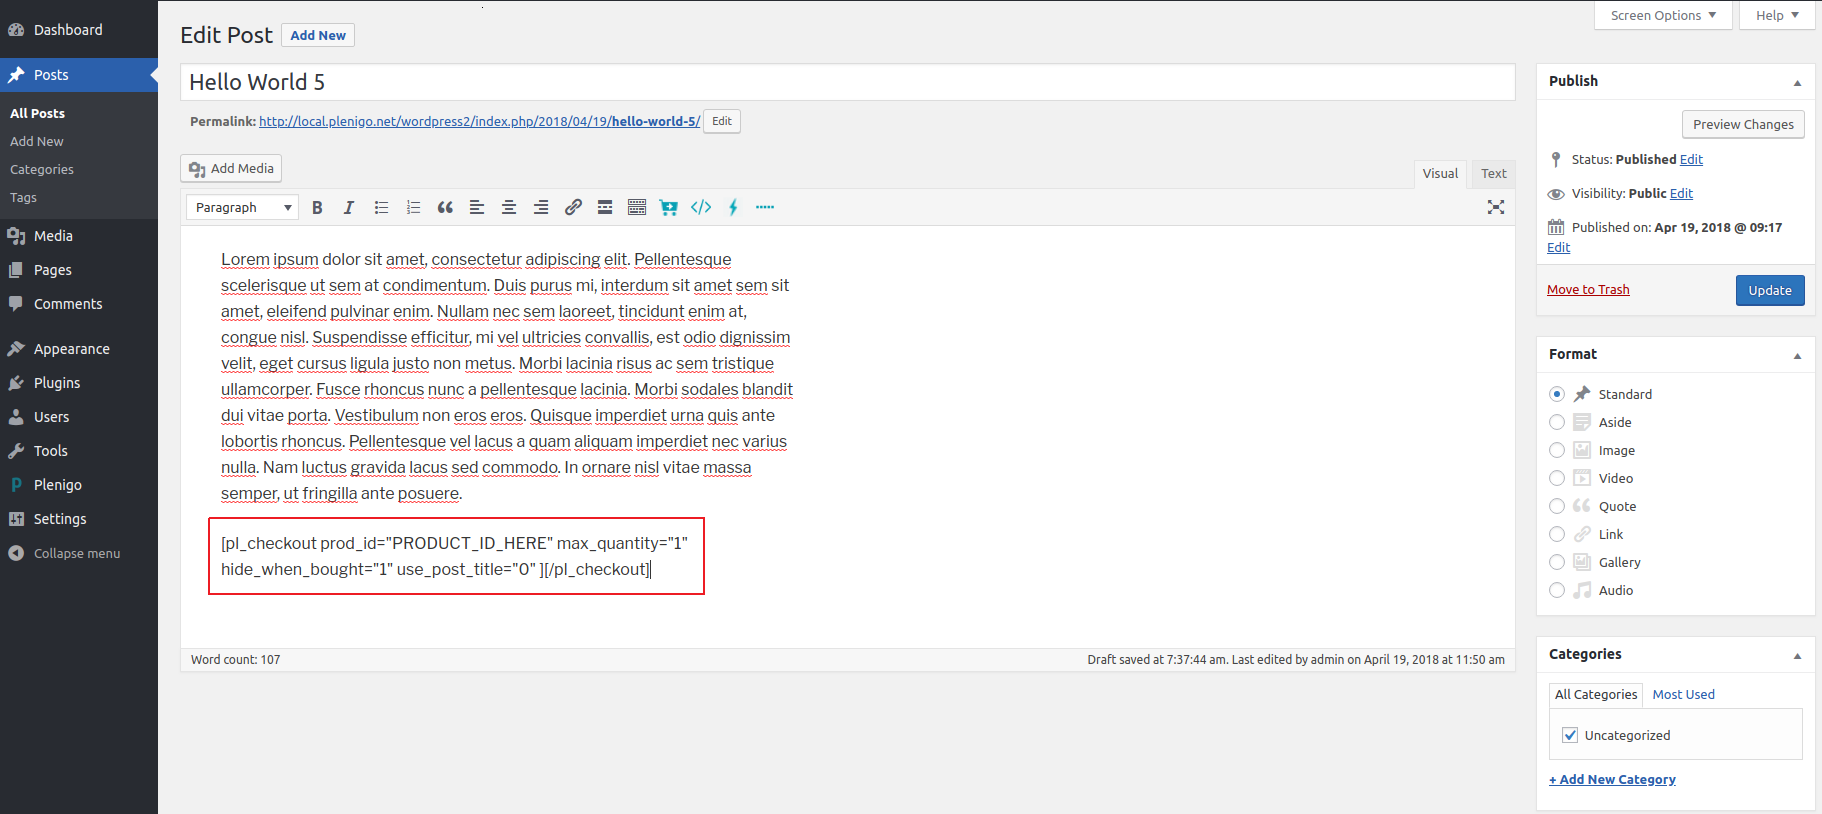 Screen Options
Help
Dashboard
Posts
All Posts
Add New
Categories
Tags
Media
Pages
Comments
Appearance
Plugins
Users
Tools
Plenigo
Settings
Collapse menu
Edit Post Add New
Hello World 5
Permalink: http://local.plenigo.net/wordpress2/index.php/2018/04/19/hello-world-5/ Edit
Add Media
Visual Text
Paragraph
Lorem ipsum dolor sit amet, consectetur adipiscing elit. Pellentesque
scelerisque ut sem at condimentum. Duis purus mi, interdum sit amet sem sit
amet, eleifend pulvinar enim. Nullam nec sem laoreet, tincidunt enim at,
congue nisl. Suspendisse efficitur, mi vel ultricies convallis, est odio dignissim
velit, eget cursus ligula justo non metus. Morbi lacinia risus ac sem tristique
ullamcorper. Fusce rhoncus nunc a pellentesque lacinia. Morbi sodales blandit
dui vitae porta. Vestibulum non eros eros. Quisque imperdiet urna quis ante
lobortis rhoncus. Pellentesque vel lacus a quam aliquam imperdiet nec varius
nulla. Nam luctus gravida lacus sed commodo. In ornare nisl vitae massa
semper, ut fringilla ante posuere.
[pl_checkout prod_id="PRODUCT_ID_HERE" max_quantity="1"
hide_when_bought="1" use_post_title="0" ][/pl_checkout]
Word count: 107
Draft saved at 7:37:44 am. Last edited by admin on April 19, 2018 at 11:50 am
Publish
Preview Changes
Status: Published Edit
Visibility: Public Edit
Published on: Apr 19, 2018 @ 09:17
Edit
Move to Trash
Update
Format
Standard
Aside
Image
Video
Quote
Link
Gallery
Audio
Categories
All Categories Most Used
Uncategorized
+ Add New Category